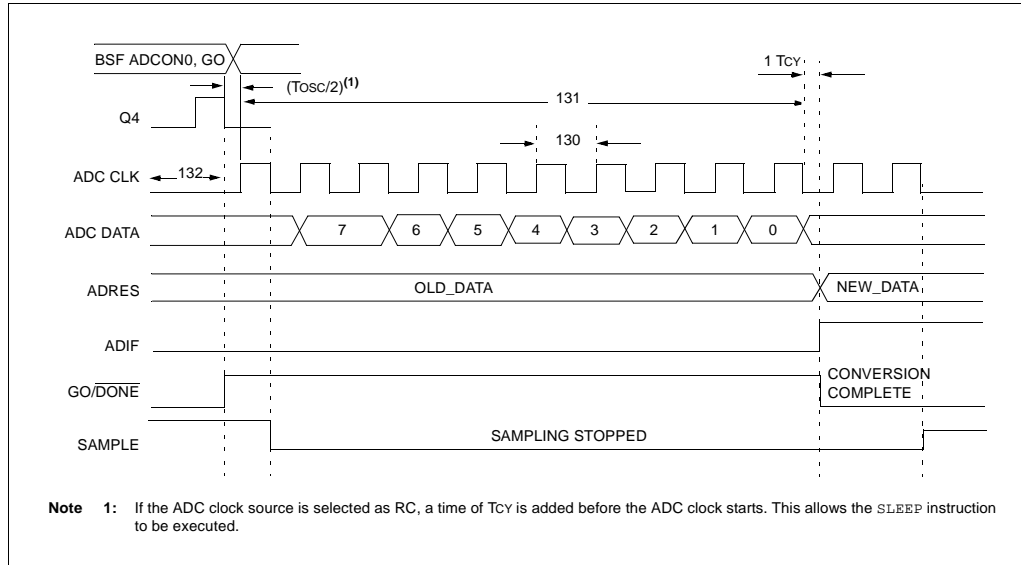 BSF ADCON0, GO
(TOSC/2)(1)
1 TCY
131
Q4
130
ADC CLK
132
ADC DATA
7 6 5 4 3 2 1 0
ADRES
OLD_DATA
NEW_DATA
ADIF
GO/DONE
CONVERSION
COMPLETE
SAMPLE
SAMPLING STOPPED
Note 1: If the ADC clock source is selected as RC, a time of TCY is added before the ADC clock starts. This allows the SLEEP instruction
to be executed.